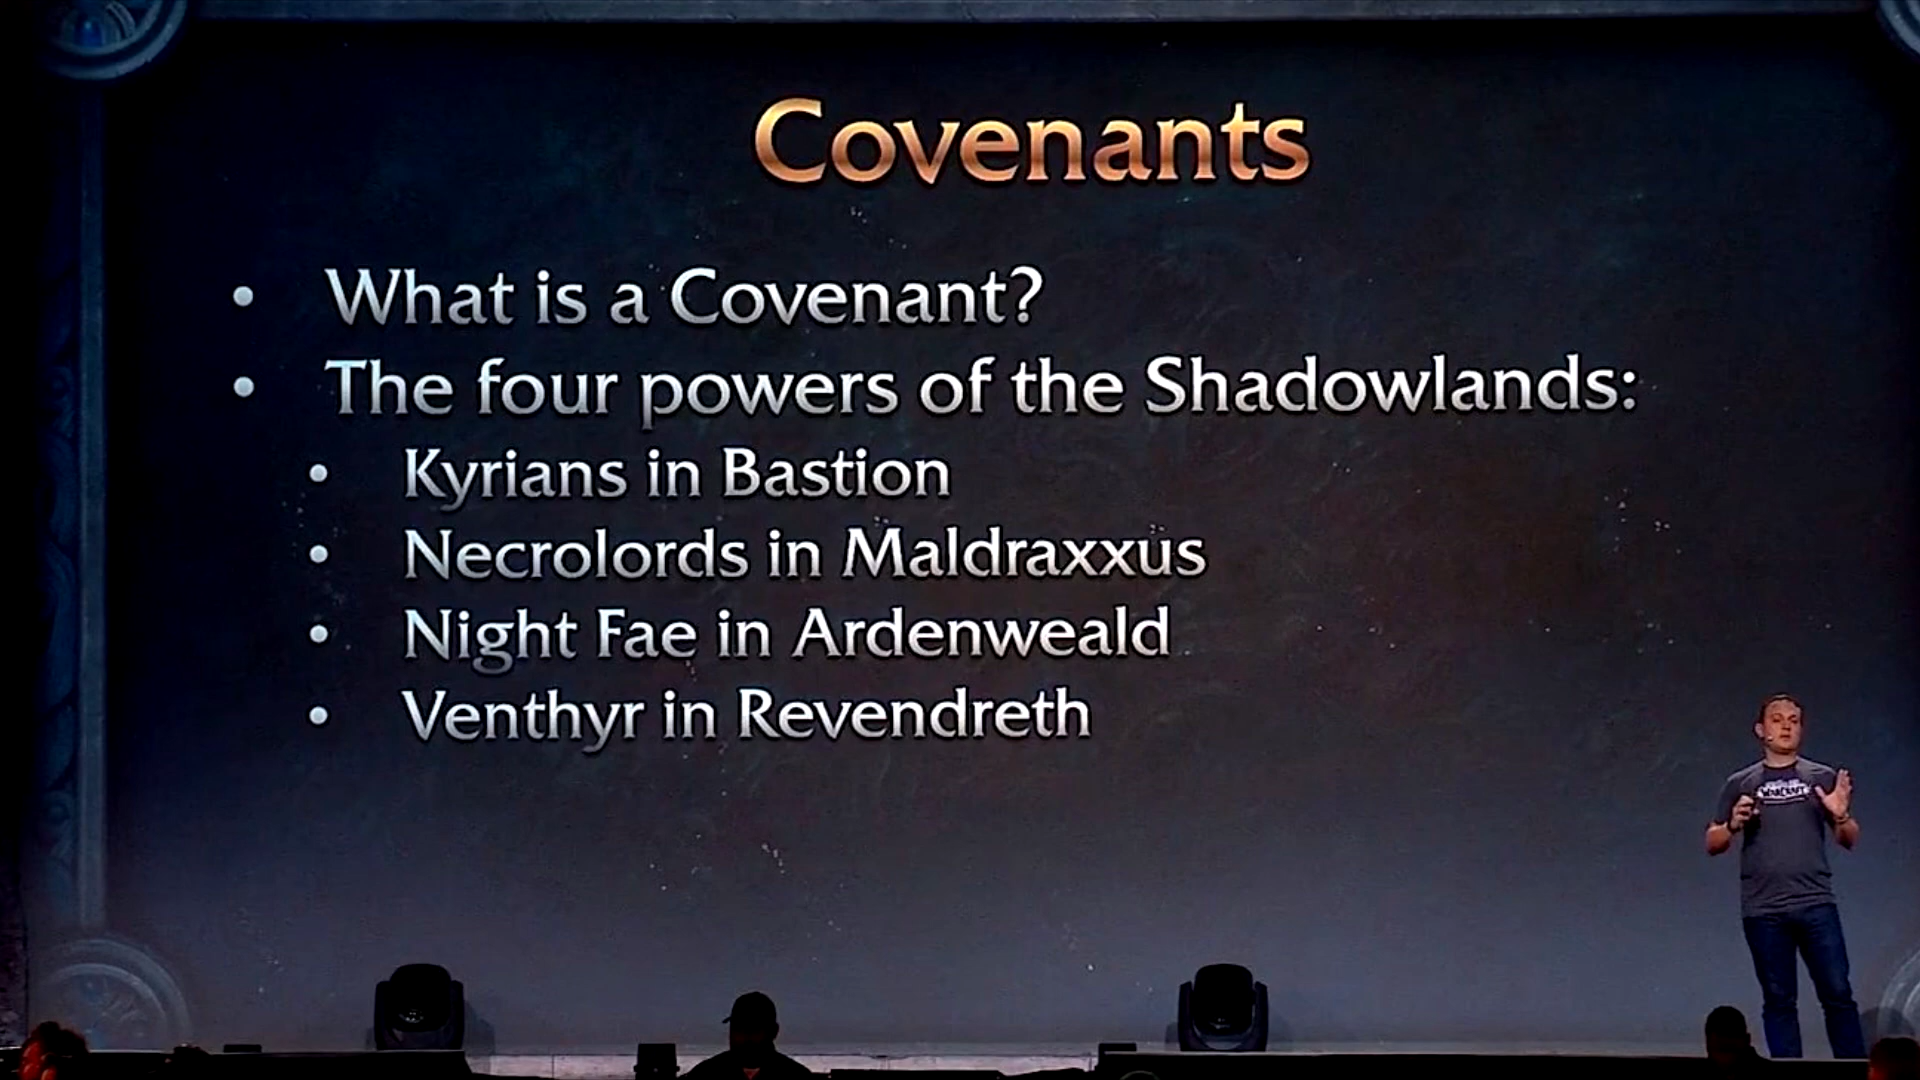 Covenants
• What is a Covenant?
• The four powers of the Shadowlands:
• Kyrians in Bastion
• Necrolords in Maldraxxus
• Night Fae in Ardenweald
• Venthyr in Revendreth
WARCRAFT